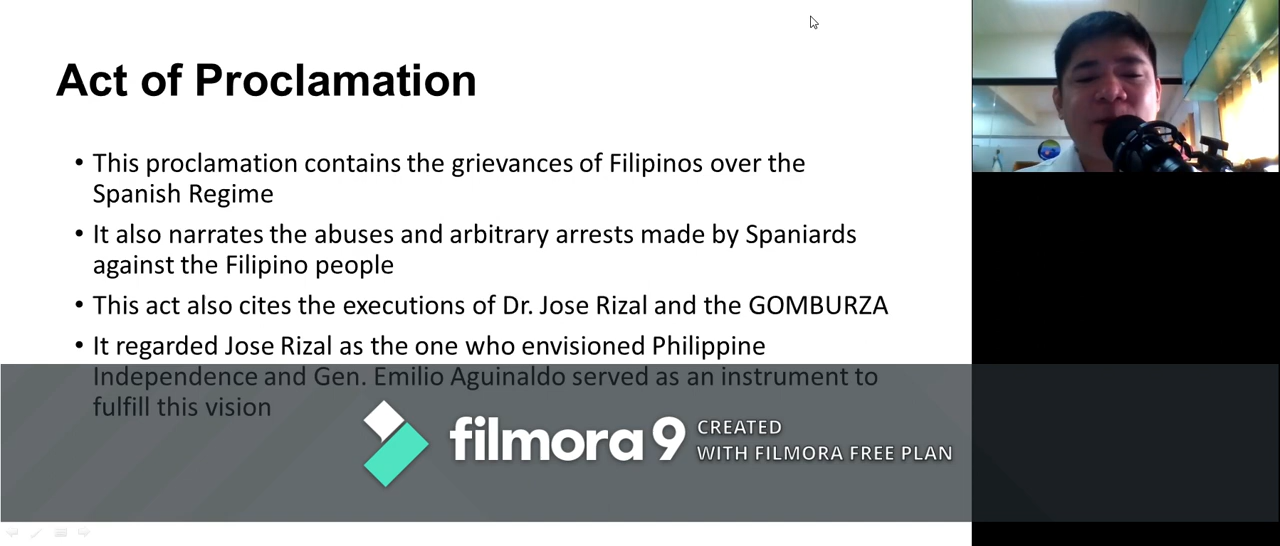 Act of Proclamation
• This proclamation contains the grievances of Filipinos over the
Spanish Regime
• It also narrates the abuses and arbitrary arrests made by Spaniards
against the Filipino people
• This act also cites the executions of Dr. Jose Rizal and the GOMBURZA
• It regarded Jose Rizal as the one who envisioned Philippine
Independence and Gen. Emilio Aguinaldo served as an instrument to
fulfill this vision
filmora9 CREATED
WITH FILMORA FREE PLAN